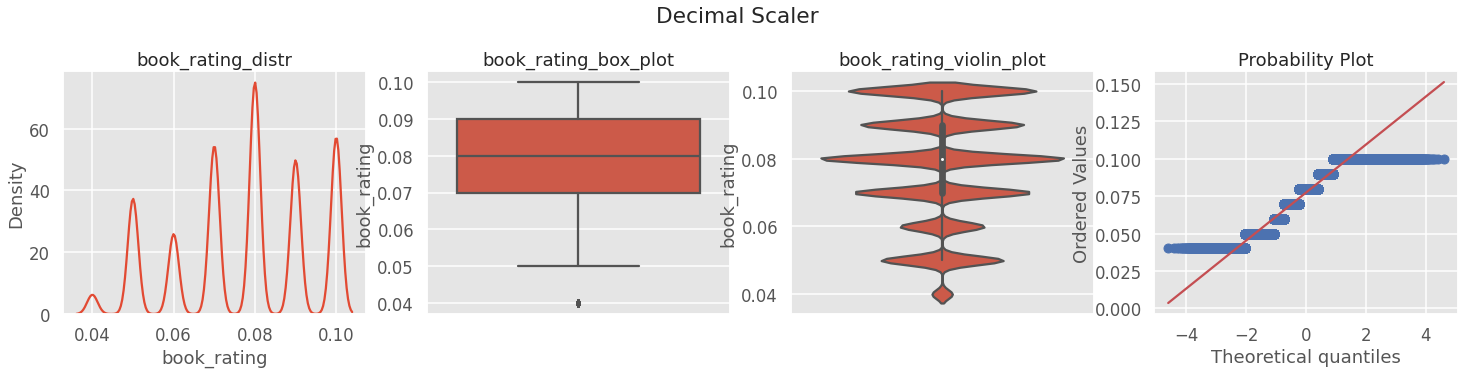 Decimal Scaler
book_rating_distr
Density
60
40
20
0
0.04 0.06 0.08 0.10
book_rating
book_rating_box_plot
book_rating
0.10
0.09
0.08
0.07
0.06
0.05
0.04
book_rating_violin_plot
book_rating
0.10
0.08
0.06
0.04
Probability Plot
Ordered Values
0.150
0.125
0.100
0.075
0.050
0.025
0.000
−4 −2 0 2 4
Theoretical quantiles